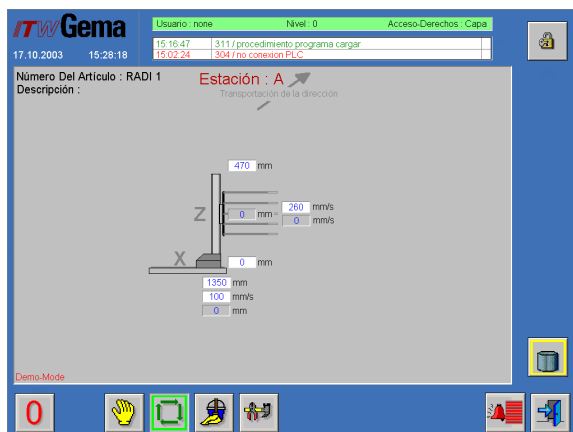 ITW Gema
Usuario : none Nivel : 0 Acceso-Derechos : Capa
17.10.2003 15:28:18
15:16:47 311 / procedimiento programa cargar
15:02:24 304 / no conexion PLC
Número Del Artículo : RADI 1
Descripción :
Estación : A
Transportación de la dirección
470 mm
Z
0 mm
260 mm/s
0 mm/s
X
0 mm
1350 mm
100 mm/s
0 mm
Demo-Mode
0